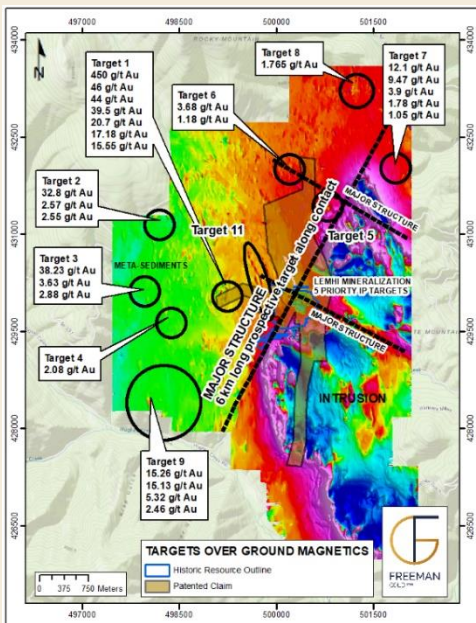 497000
498500
500000
501500
434000
432500
431000
429500
428000
426500
434000
432500
431000
429500
428000
426500
ROCKY MOUNTAIN
N
Target 1
450 g/t Au
46 g/t Au
44 g/t Au
39.5 g/t Au
20.7 g/t Au
17.18 g/t Au
15.55 g/t Au
Target 8
1.765 g/t Au
Target 7
12.1 g/t Au
9.47 g/t Au
3.9 g/t Au
1.78 g/t Au
1.05 g/t Au
Target 6
3.68 g/t Au
1.18 g/t Au
Target 2
32.8 g/t Au
2.57 g/t Au
2.55 g/t Au
MAJOR STRUCTURE
Target 11
Target 5
META-SEDIMENTS
Target 3
38.23 g/t Au
3.63 g/t Au
2.88 g/t Au
LEMHI MINERALIZATION
5 PRIORTY IP TARGETS
MAJOR STRUCTURE
6 km long prospective target along contact
MAJOR STRUCTURE
Target 4
2.08 g/t Au
INTRUSION
Target 9
15.26 g/t Au
15.13 g/t Au
5.32 g/t Au
2.46 g/t Au
TARGETS OVER GROUND MAGNETICS
Historic Resource Outline
Patented Claim
0 375 750 Meters
FREEMAN
GOLD
497000
498500
500000
501500